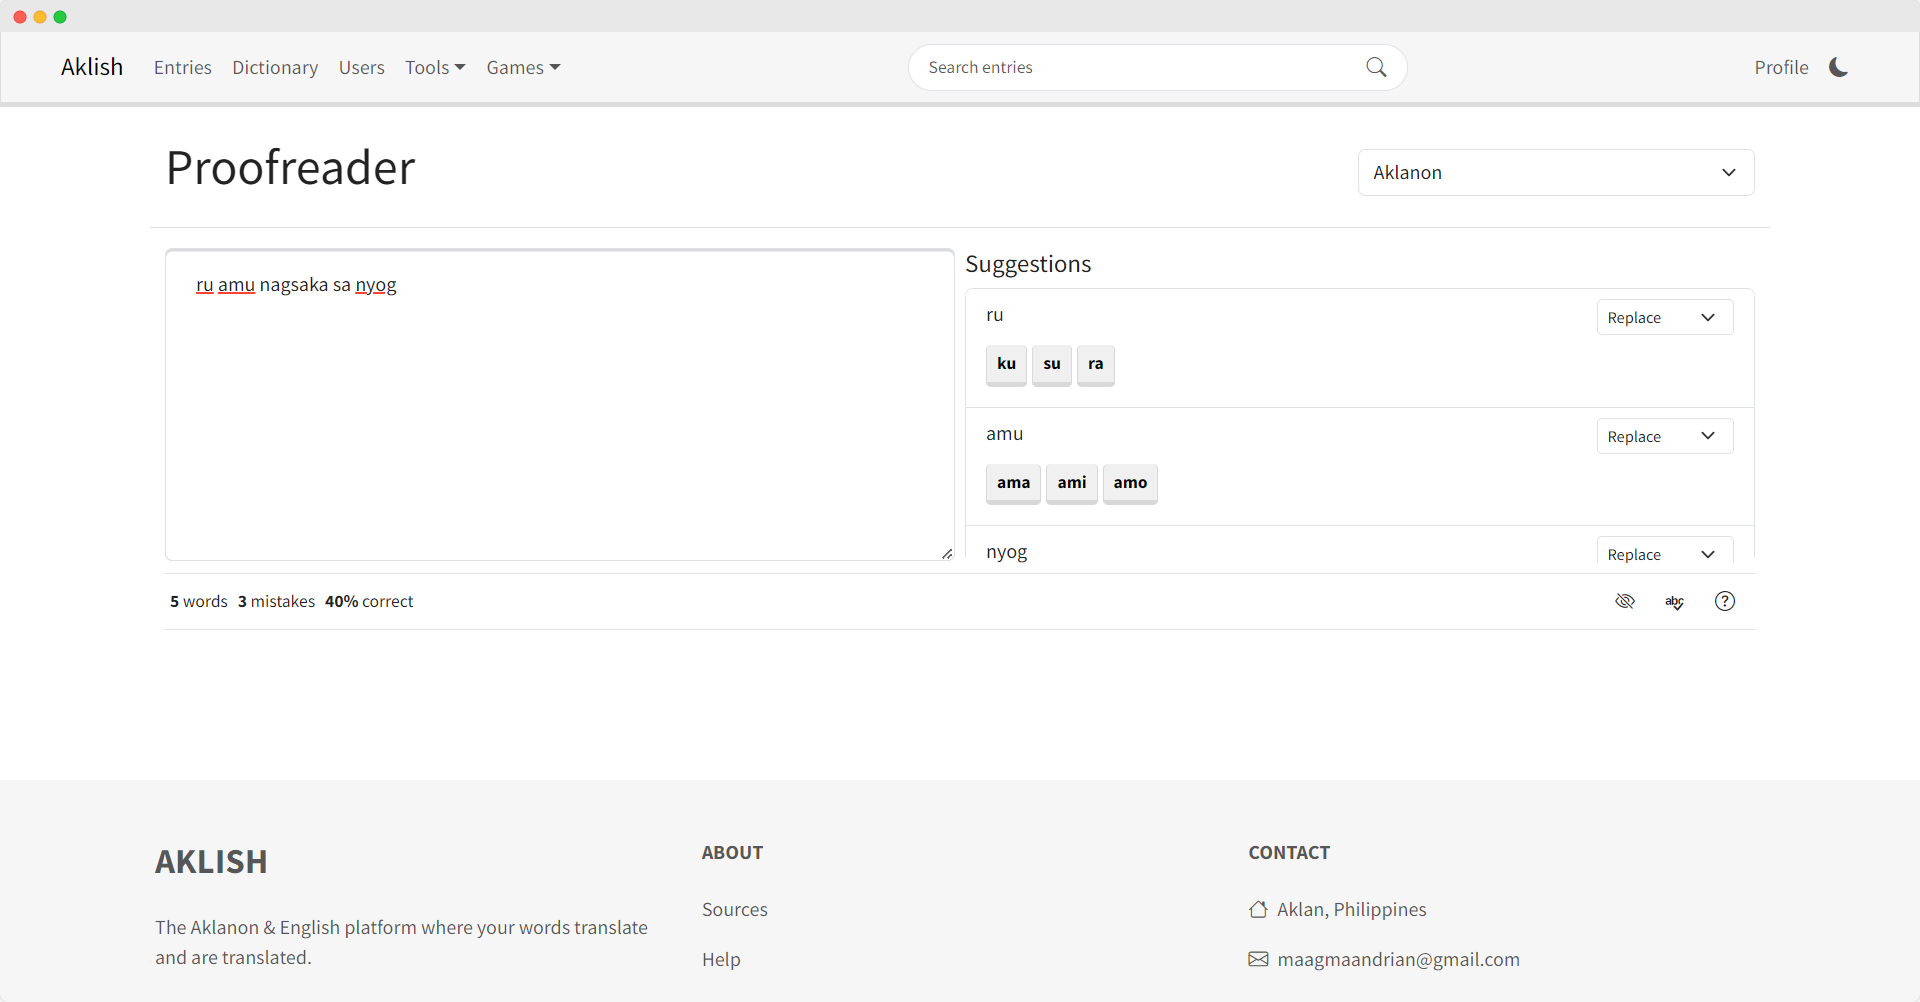 Aklish Entries Dictionary Users Tools Games Search entries Profile
Proofreader
Aklanon
ru amu nagsaka sa nyog
Suggestions
ru
Replace
ku su ra
amu
Replace
ama ami amo
nyog
Replace
5 words 3 mistakes 40% correct
abc
AKLISH
The Aklanon & English platform where your words translate
and are translated.
ABOUT
Sources
Help
CONTACT
Aklan, Philippines
maagmaandrian@gmail.com